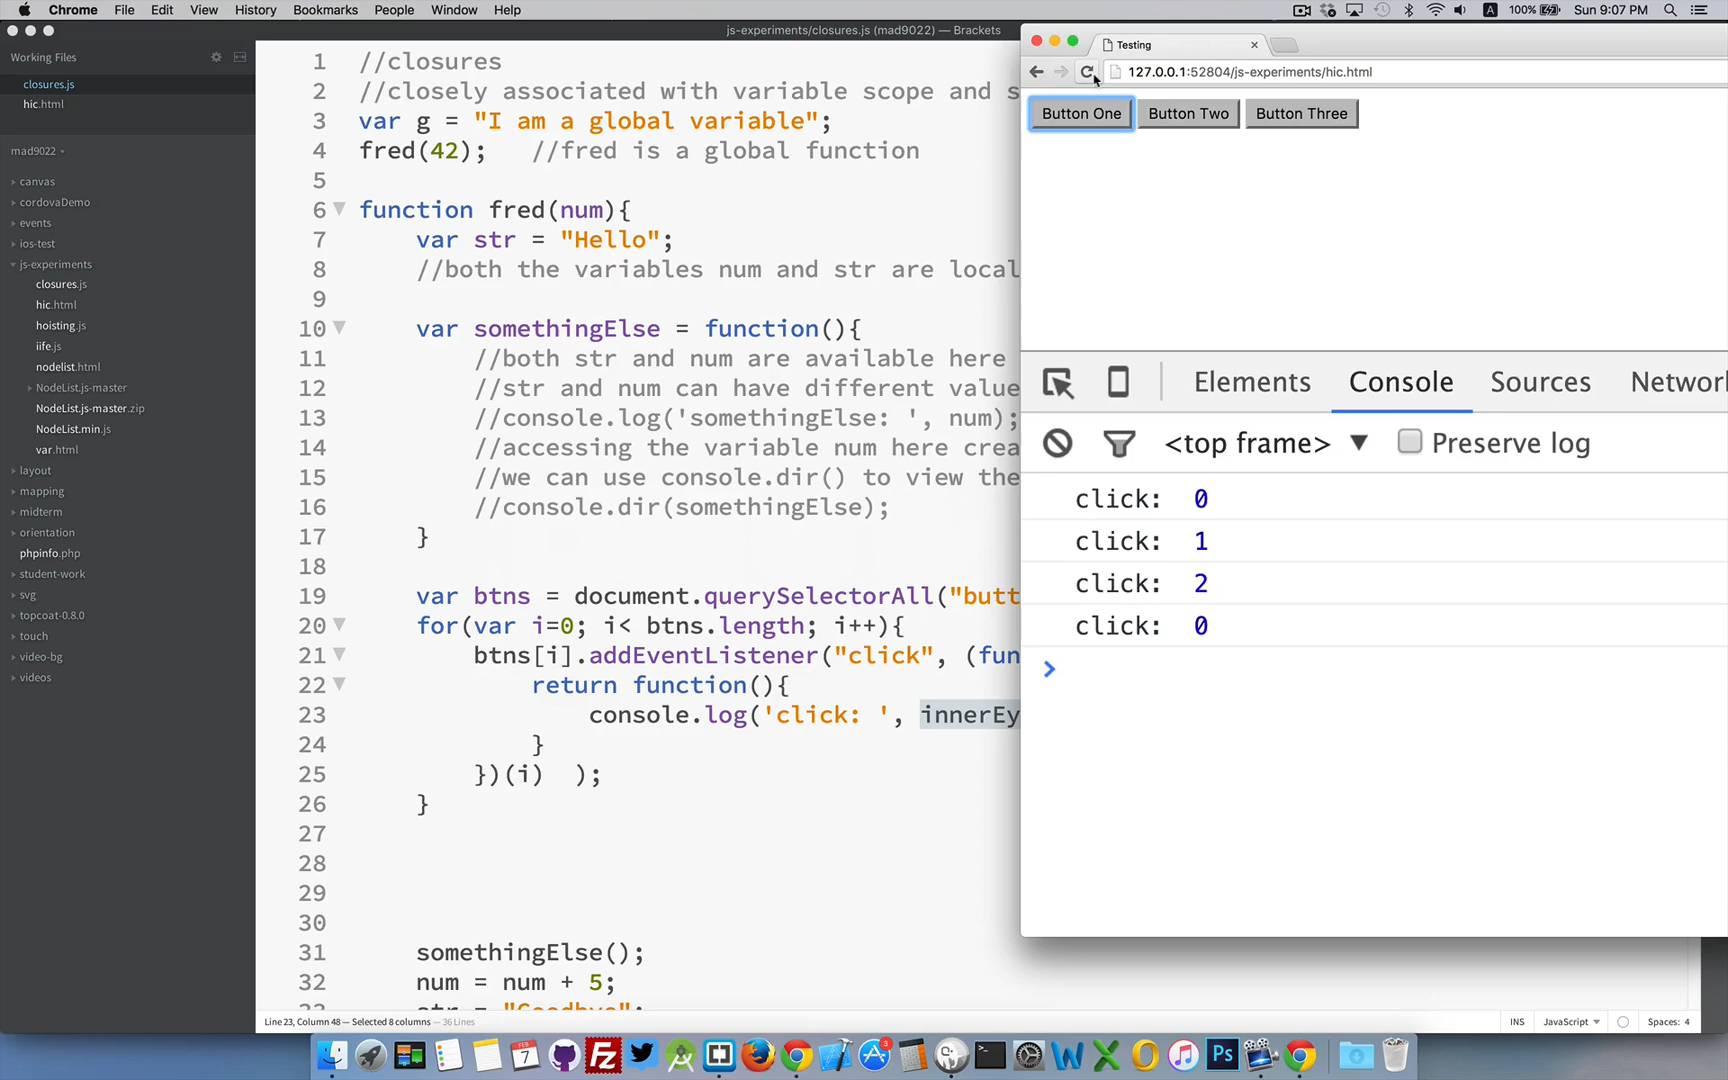 Chrome File Edit View History Bookmarks People Window Help
100% Sun 9:07 PM
js-experiments/closures.js (mad9022) — Brackets
Working Files
closures.js
hic.html
mad9022
canvas
cordovaDemo
events
ios-test
js-experiments
closures.js
hic.html
hoisting.js
iife.js
nodelist.html
NodeList.js-master
NodeList.js-master.zip
NodeList.min.js
var.html
layout
mapping
midterm
orientation
phpinfo.php
student-work
svg
topcoat-0.8.0
touch
video-bg
videos
1 //closures
2 //closely associated with variable scope and s
3 var g = "I am a global variable";
4 fred(42); //fred is a global function
5
6 function fred(num){
7 var str = "Hello";
8 //both the variables num and str are local
9
10 var somethingElse = function(){
11 //both str and num are available here
12 //str and num can have different value
13 //console.log('somethingElse: ', num);
14 //accessing the variable num here crea
15 //we can use console.dir() to view the
16 //console.dir(somethingElse);
17 }
18
19 var btns = document.querySelectorAll("butt
20 for(var i=0; i< btns.length; i++){
21 btns[i].addEventListener("click", (fun
22 return function(){
23 console.log('click: ', innerEy
24 }
25 })(i) );
26 }
27
28
29
30
31 somethingElse();
32 num = num + 5;
33 str = "Goodbye";
Line 23, Column 48 — Selected 8 columns — 36 Lines
INS JavaScript Spaces: 4
Testing
127.0.0.1:52804/js-experiments/hic.html
Button One Button Two Button Three
Elements Console Sources Networ
<top frame> Preserve log
click: 0
click: 1
click: 2
click: 0
>
FEB
7
3